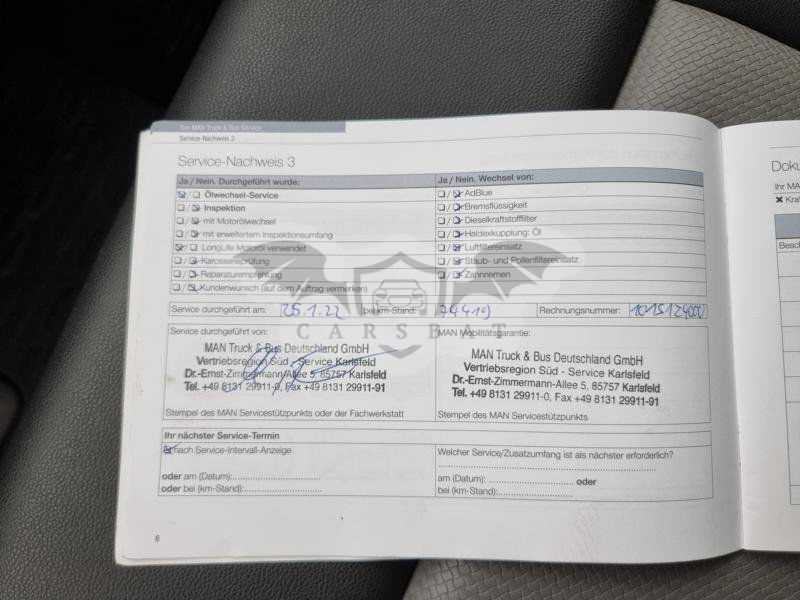 Der MAN Truck & Bus Service
Service-Nachweis 3
Service-Nachweis 3
Ja / Nein. Durchgeführt wurde:
Ölwechsel-Service
Inspektion
mit Motorölwechsel
mit erweitertem Inspektionsumfang
LongLife Motoröl verwendet
Karosserieprüfung
Reparaturempfehlung
Kundenwunsch (auf dem Auftrag vermerken)
Ja / Nein. Wechsel von:
AdBlue
Bremsflüssigkeit
Dieselkraftstofffilter
Haldexkupplung: Öl
Luftfiltereinsatz
Staub- und Pollenfiltereinsatz
Zahnriemen
Service durchgeführt am: 25.1.22 bei km-Stand: 74419 Rechnungsnummer:
CARSEAT
Service durchgeführt von:
MAN Truck & Bus Deutschland GmbH
Vertriebsregion Süd - Service Karlsfeld
Dr.-Ernst-Zimmermann-Allee 5, 85757 Karlsfeld
Tel. +49 8131 29911-0, Fax +49 8131 29911-91
Stempel des MAN Servicestützpunkts oder der Fachwerkstatt
MAN Mobilitätsgarantie:
MAN Truck & Bus Deutschland GmbH
Vertriebsregion Süd - Service Karlsfeld
Dr.-Ernst-Zimmermann-Allee 5, 85757 Karlsfeld
Tel. +49 8131 29911-0, Fax +49 8131 29911-91
Stempel des MAN Servicestützpunkts
Ihr nächster Service-Termin
nach Service-Intervall-Anzeige
oder am (Datum):
oder bei (km-Stand):
Welcher Service/Zusatzumfang ist als nächster erforderlich?
am (Datum): oder
bei (km-Stand):
6
Ihr MA